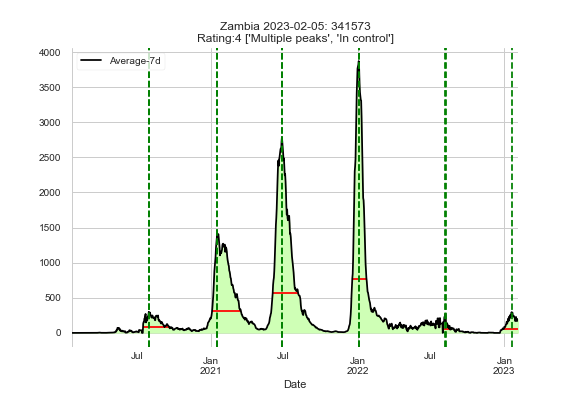 Zambia 2023-02-05: 341573
Rating:4 ['Multiple peaks', 'In control']
Average-7d
4000
3500
3000
2500
2000
1500
1000
500
0
Jul Jan Jul Jan Jul Jan
2021 2022 2023
Date